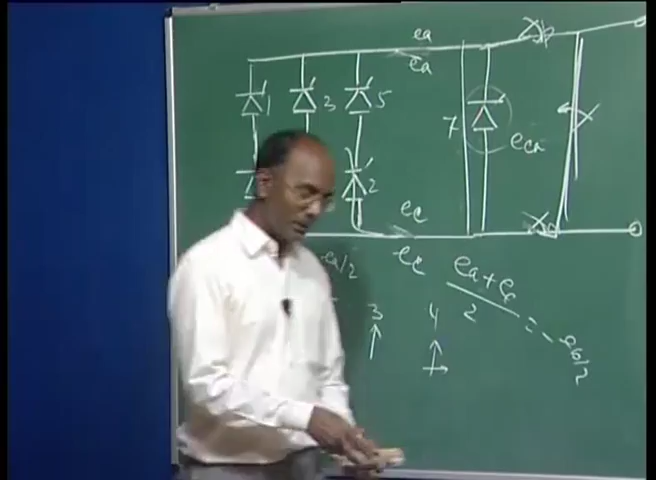 ea
ea
1 3 5
7
eca
2
ec
ea/2 ec
ea + ec
2
= - eb
2
3 4